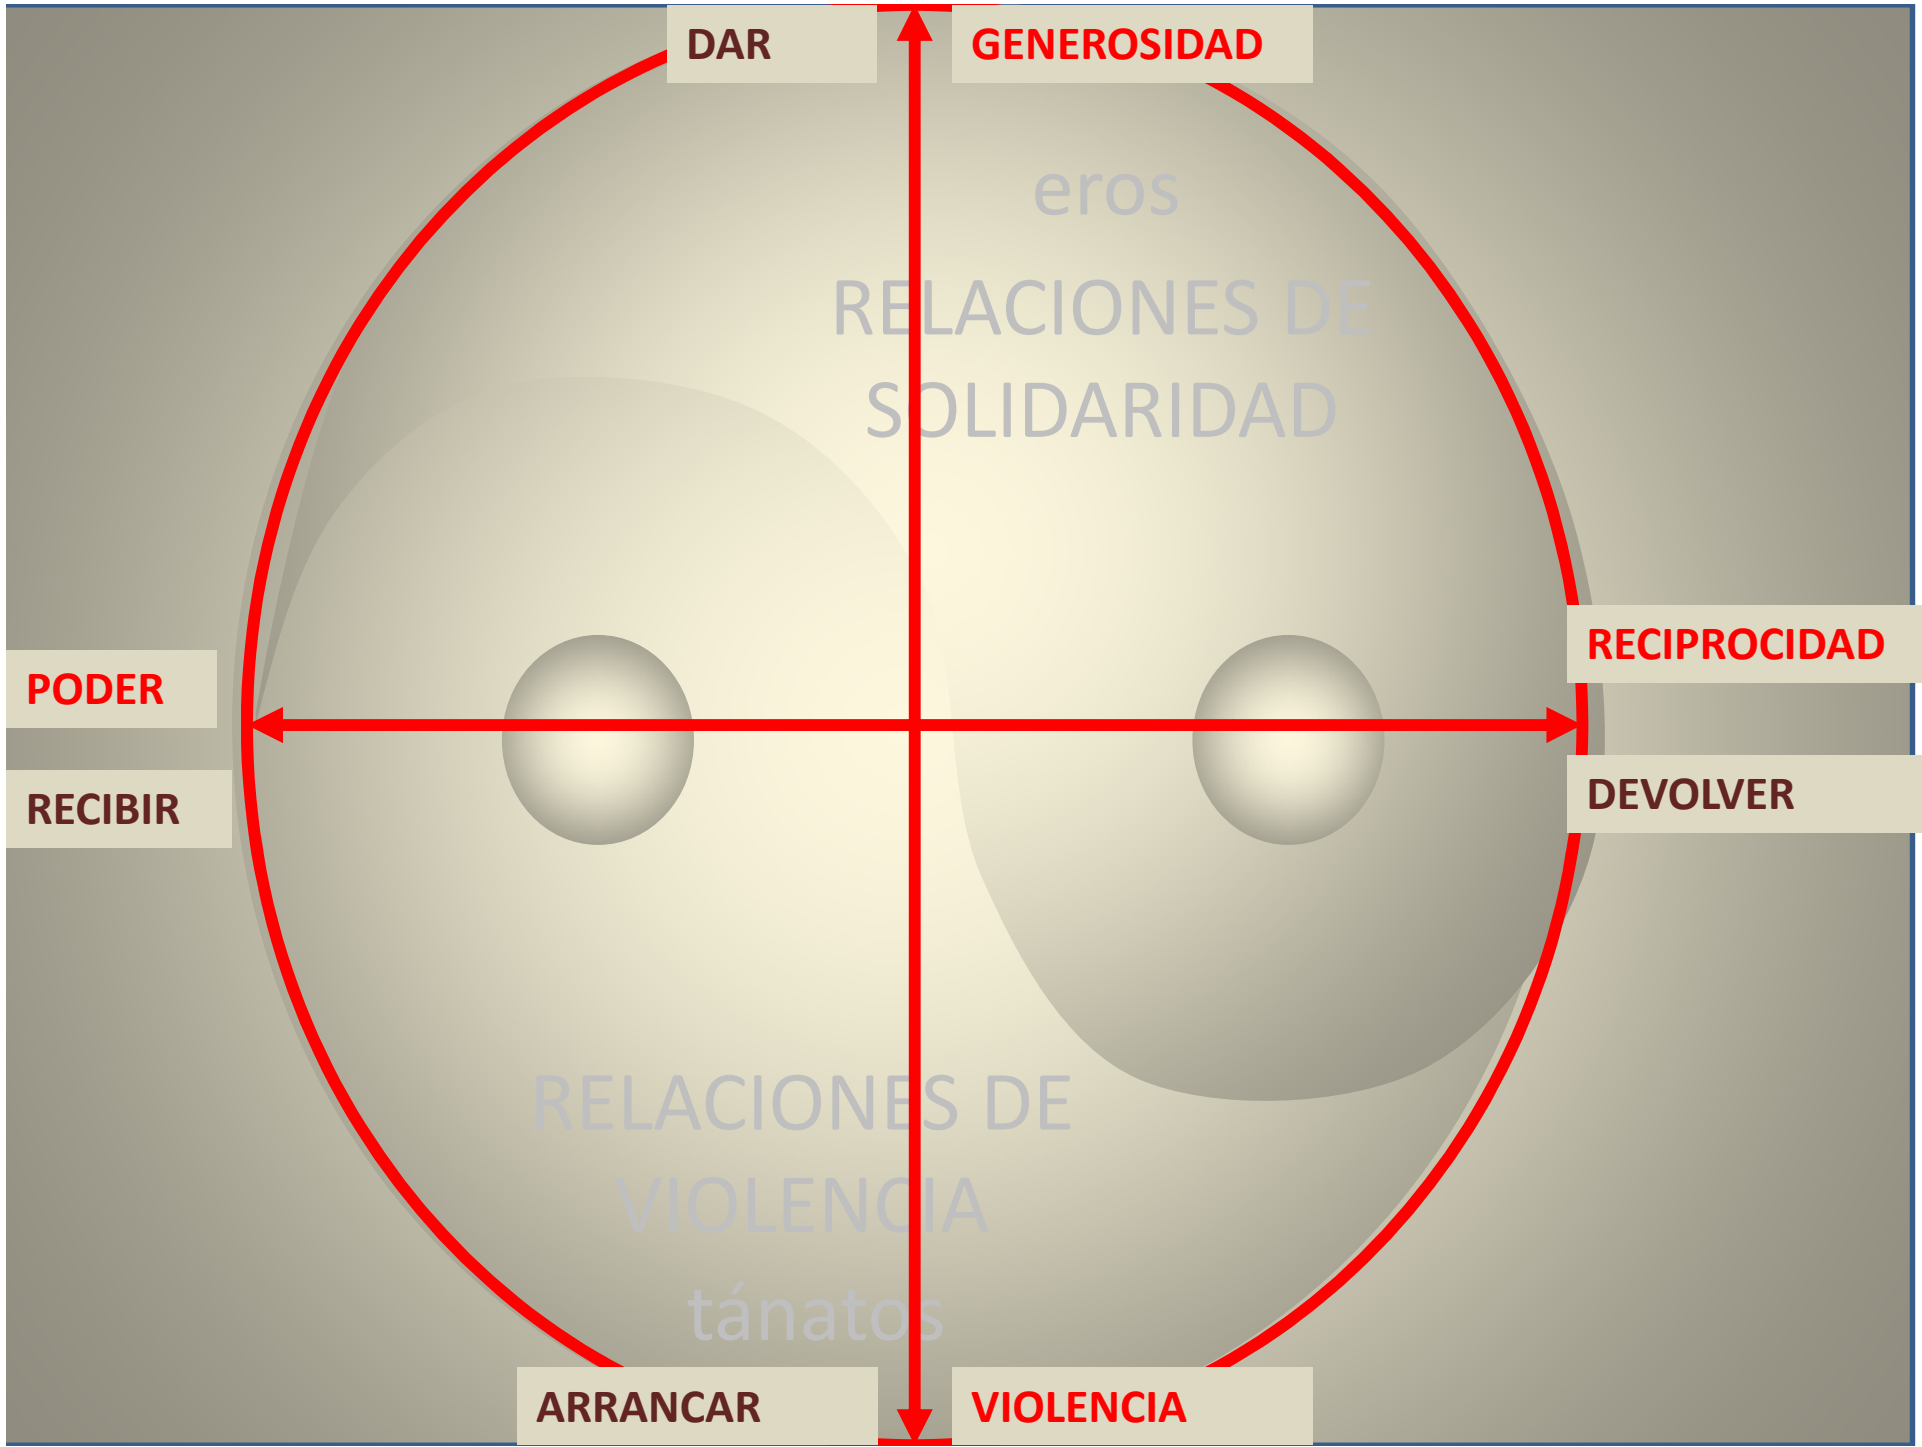 DAR
GENEROSIDAD
eros
RELACIONES DE
SOLIDARIDAD
RECIPROCIDAD
PODER
DEVOLVER
RECIBIR
RELACIONES DE
VIOLENCIA
tánatos
ARRANCAR
VIOLENCIA